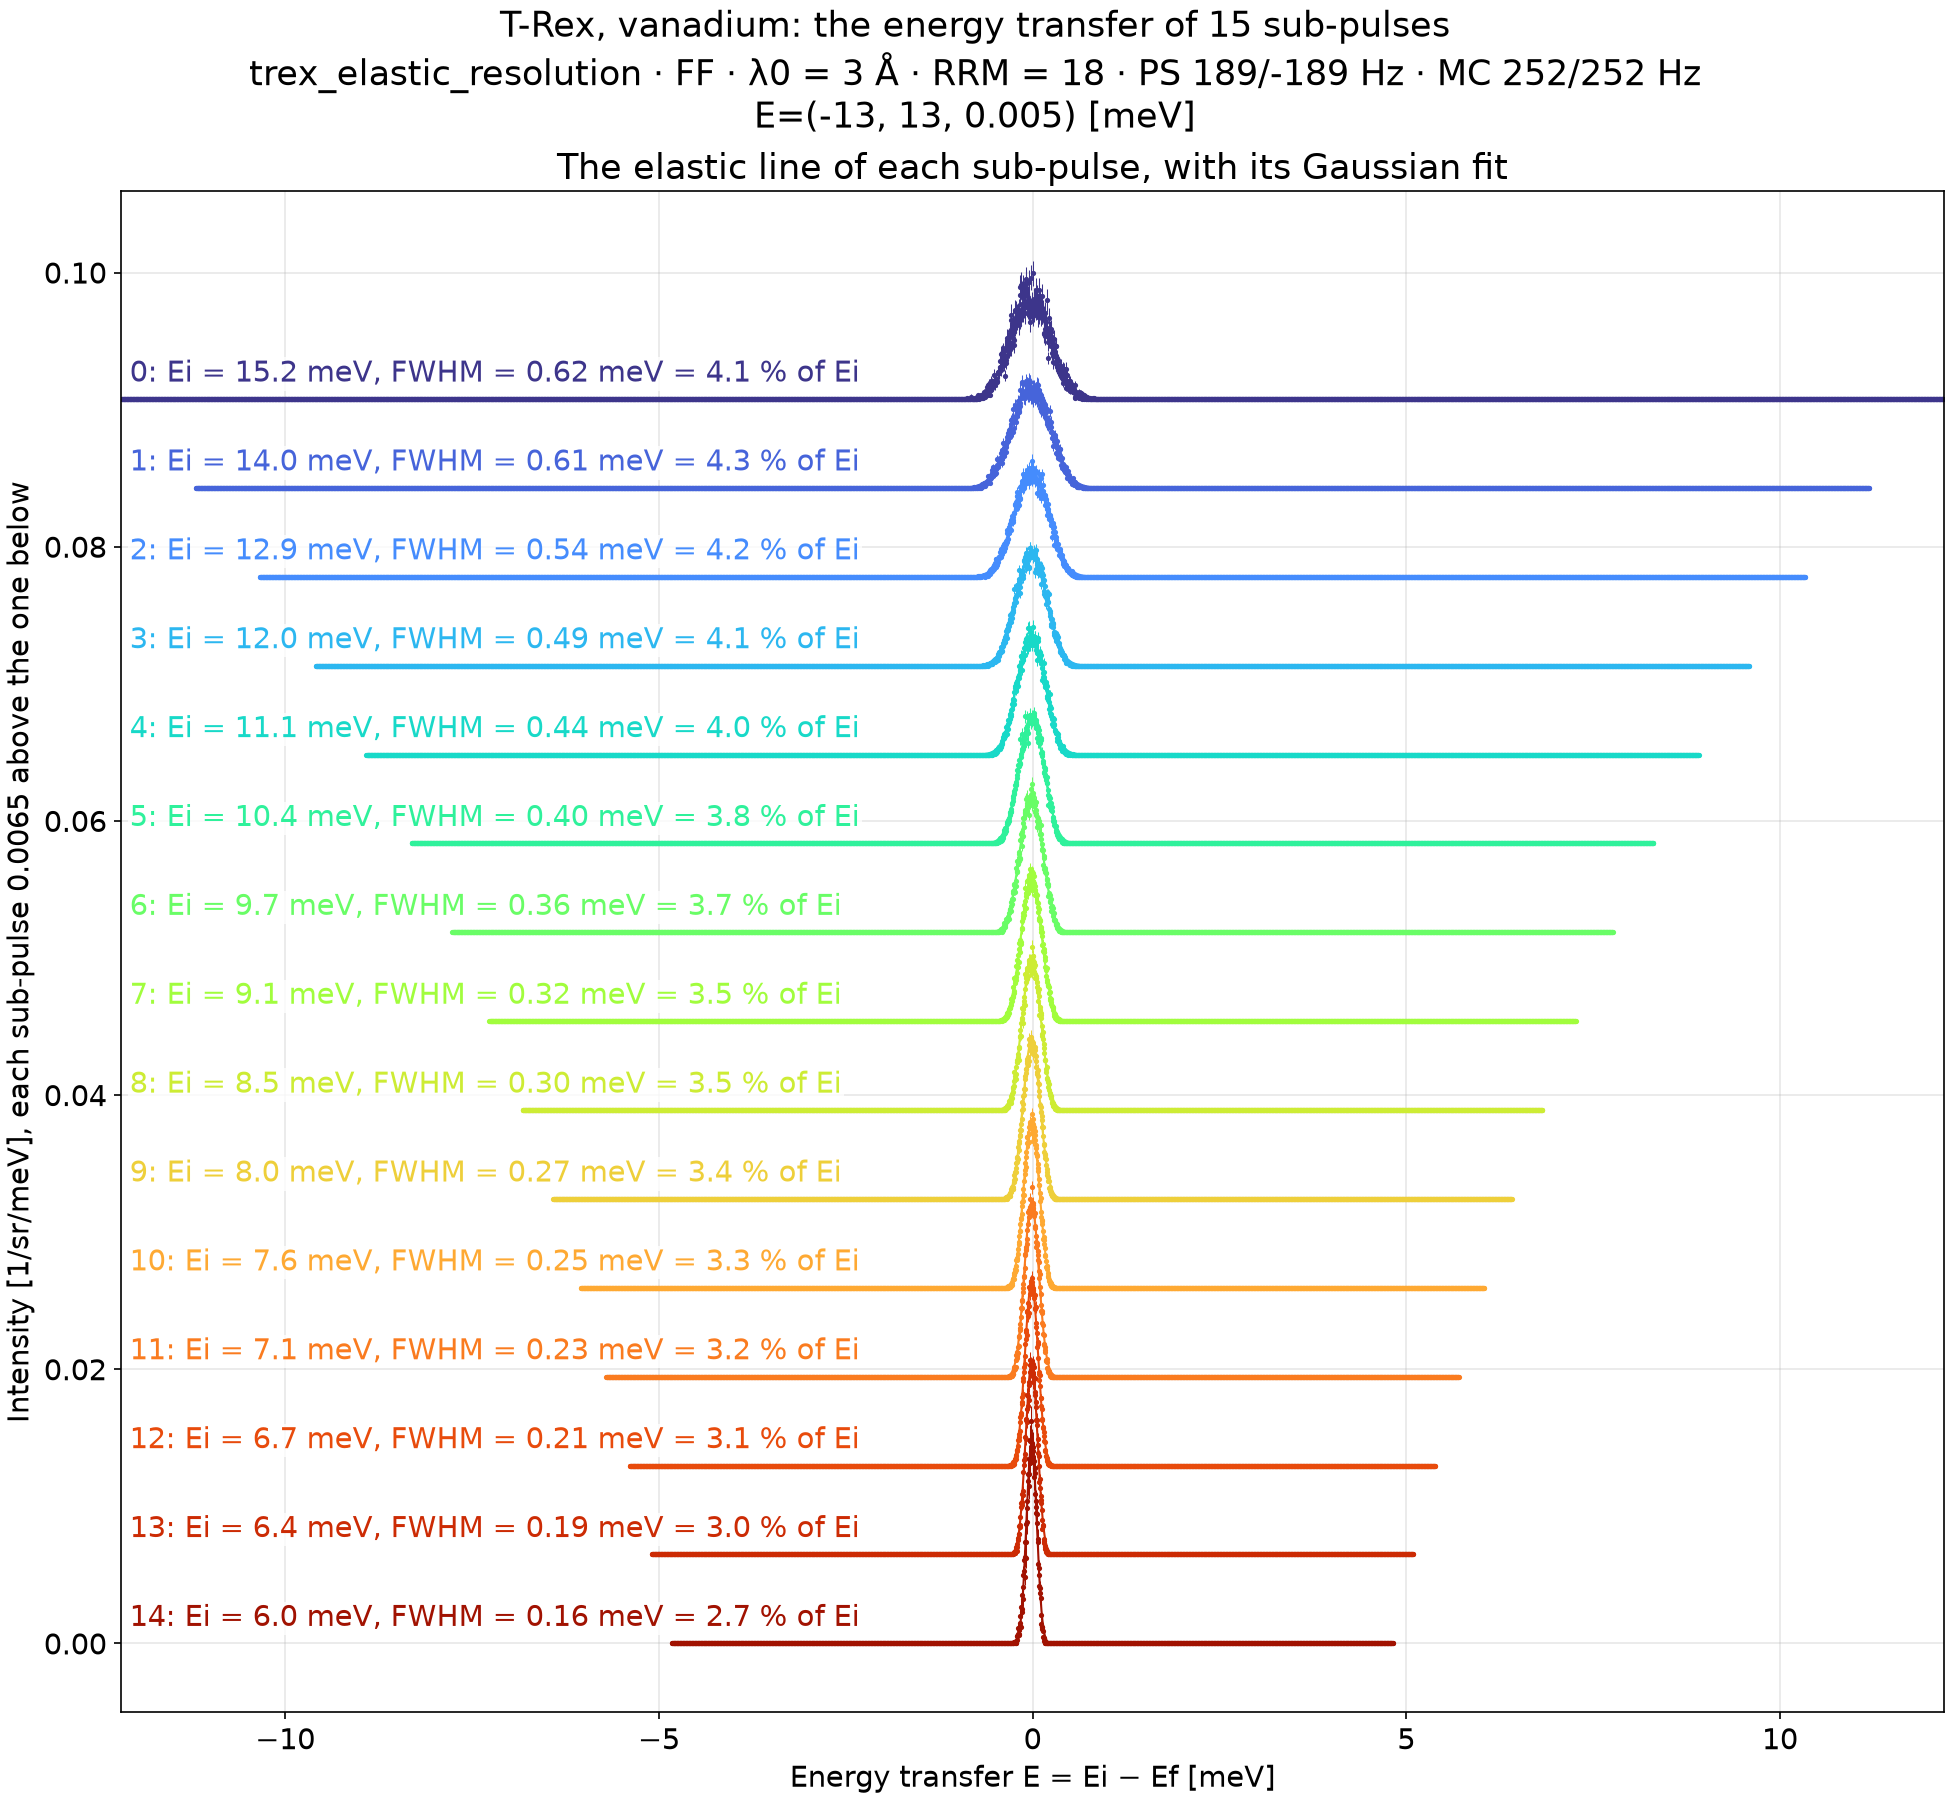 T-Rex, vanadium: the energy transfer of 15 sub-pulses
trex_elastic_resolution · FF · λ0 = 3 Å · RRM = 18 · PS 189/-189 Hz · MC 252/252 Hz
E=(-13, 13, 0.005) [meV]
The elastic line of each sub-pulse, with its Gaussian fit
Intensity [1/sr/meV], each sub-pulse 0.0065 above the one below
0.10
0: Ei = 15.2 meV, FWHM = 0.62 meV = 4.1 % of Ei
1: Ei = 14.0 meV, FWHM = 0.61 meV = 4.3 % of Ei
0.08
2: Ei = 12.9 meV, FWHM = 0.54 meV = 4.2 % of Ei
3: Ei = 12.0 meV, FWHM = 0.49 meV = 4.1 % of Ei
4: Ei = 11.1 meV, FWHM = 0.44 meV = 4.0 % of Ei
0.06
5: Ei = 10.4 meV, FWHM = 0.40 meV = 3.8 % of Ei
6: Ei = 9.7 meV, FWHM = 0.36 meV = 3.7 % of Ei
7: Ei = 9.1 meV, FWHM = 0.32 meV = 3.5 % of Ei
0.04
8: Ei = 8.5 meV, FWHM = 0.30 meV = 3.5 % of Ei
9: Ei = 8.0 meV, FWHM = 0.27 meV = 3.4 % of Ei
10: Ei = 7.6 meV, FWHM = 0.25 meV = 3.3 % of Ei
11: Ei = 7.1 meV, FWHM = 0.23 meV = 3.2 % of Ei
0.02
12: Ei = 6.7 meV, FWHM = 0.21 meV = 3.1 % of Ei
13: Ei = 6.4 meV, FWHM = 0.19 meV = 3.0 % of Ei
14: Ei = 6.0 meV, FWHM = 0.16 meV = 2.7 % of Ei
0.00
−10 −5 0 5 10
Energy transfer E = Ei − Ef [meV]